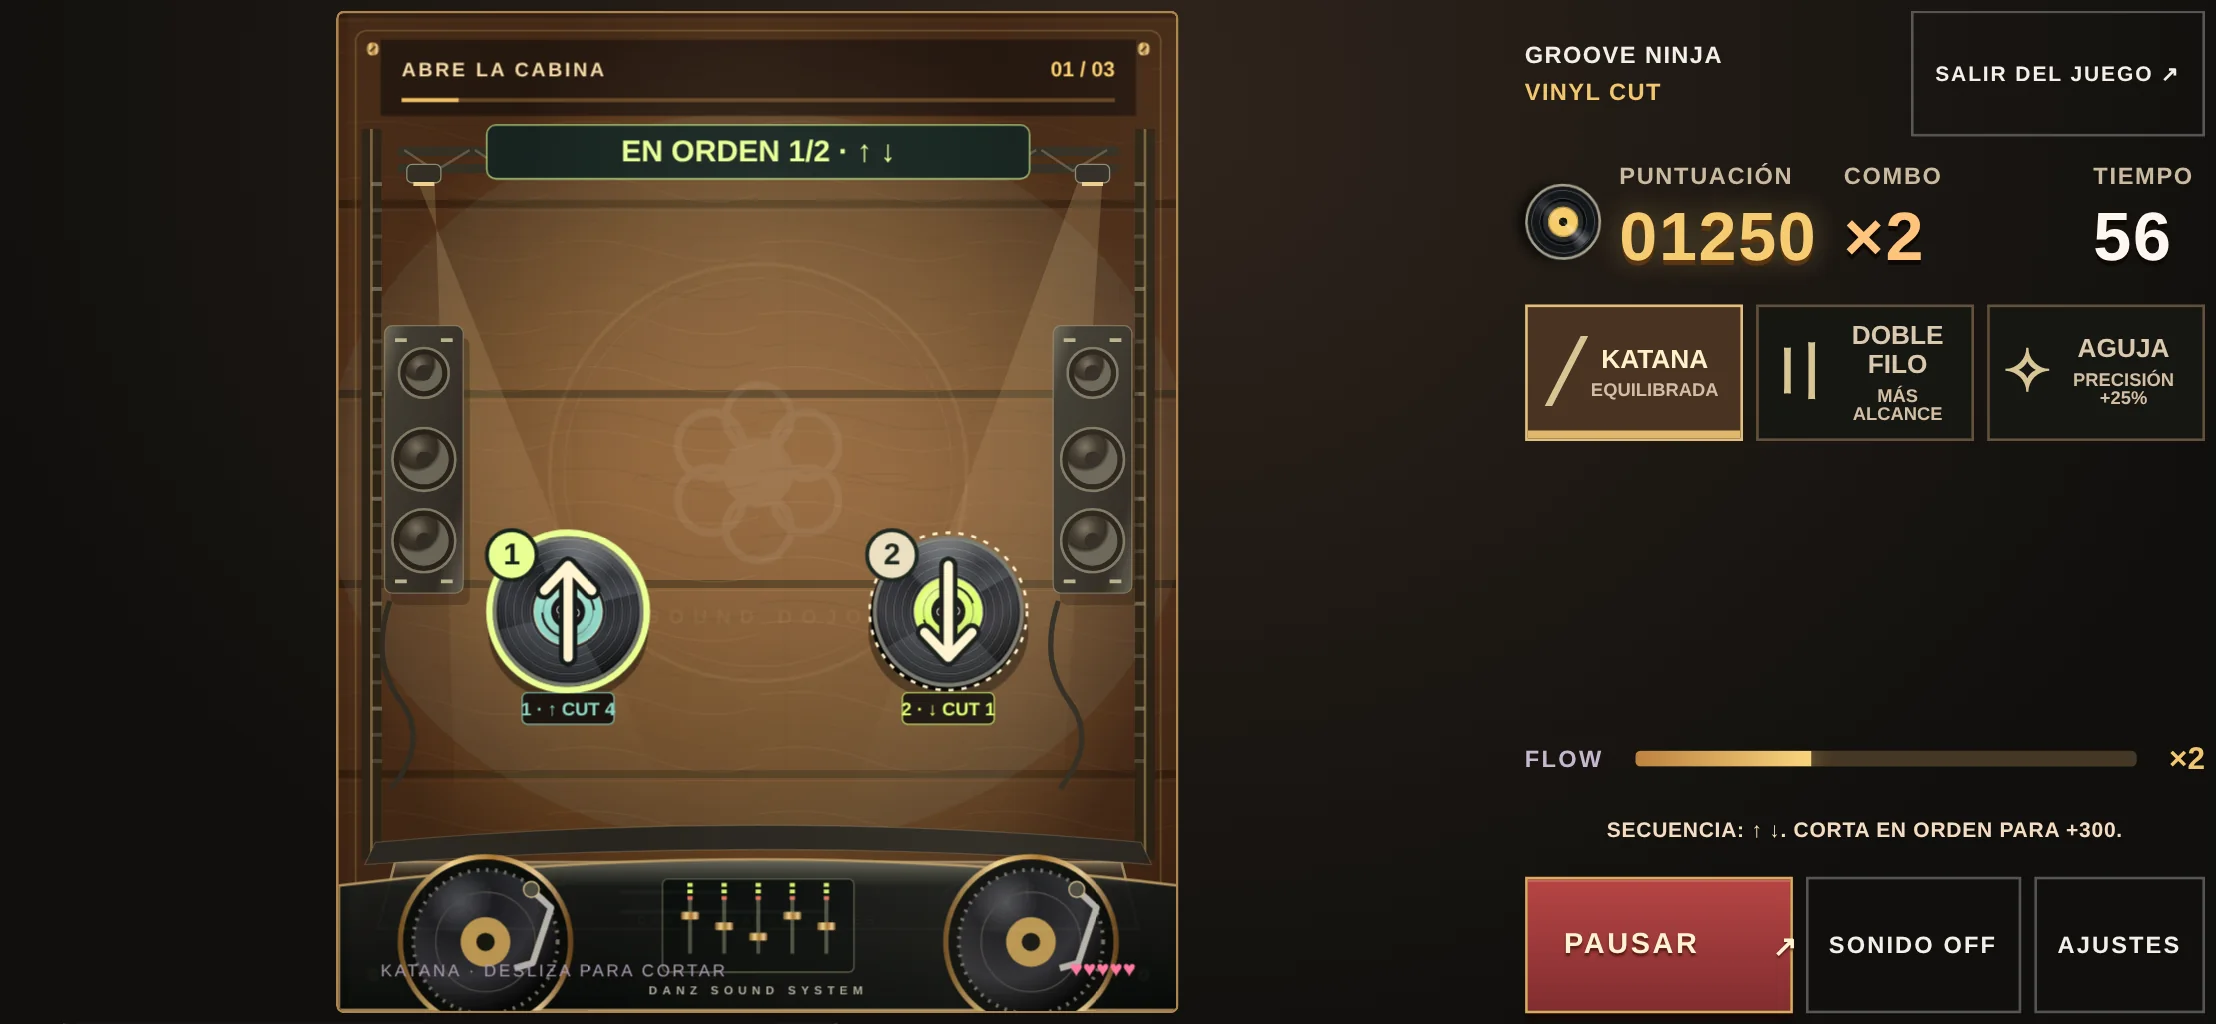 ABRE LA CABINA
01 / 03
EN ORDEN 1/2 · ↑ ↓
1
2
SOUND DOJO
1 · ↑ CUT 4
2 · ↓ CUT 1
KATANA · DESLIZA PARA CORTAR
♥♥♥♥♥
DANZ SOUND SYSTEM
GROOVE NINJA
VINYL CUT
SALIR DEL JUEGO ↗
PUNTUACIÓN
01250
COMBO
×2
TIEMPO
56
KATANA
EQUILIBRADA
DOBLE
FILO
MÁS
ALCANCE
AGUJA
PRECISIÓN
+25%
FLOW
×2
SECUENCIA: ↑ ↓. CORTA EN ORDEN PARA +300.
PAUSAR ↗
SONIDO OFF
AJUSTES